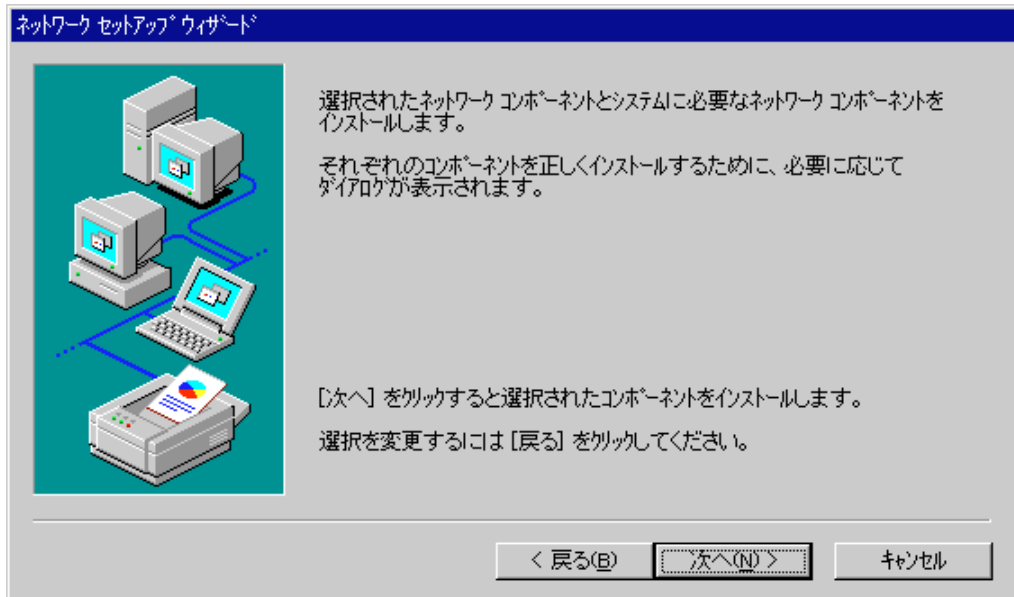 ﾈｯﾄﾜｰｸ ｾｯﾄｱｯﾌﾟ ｳｨｻﾞｰﾄﾞ
選択されたﾈｯﾄﾜｰｸ ｺﾝﾎﾟｰﾈﾝﾄとｼｽﾃﾑに必要なﾈｯﾄﾜｰｸ ｺﾝﾎﾟｰﾈﾝﾄを
ｲﾝｽﾄｰﾙします。
それぞれのｺﾝﾎﾟｰﾈﾝﾄを正しくｲﾝｽﾄｰﾙするために、必要に応じて
ﾀﾞｲｱﾛｸﾞが表示されます。
[次へ] をｸﾘｯｸすると選択されたｺﾝﾎﾟｰﾈﾝﾄをｲﾝｽﾄｰﾙします。
選択を変更するには [戻る] をｸﾘｯｸしてください。
< 戻る(B) 次へ(N) > ｷｬﾝｾﾙ